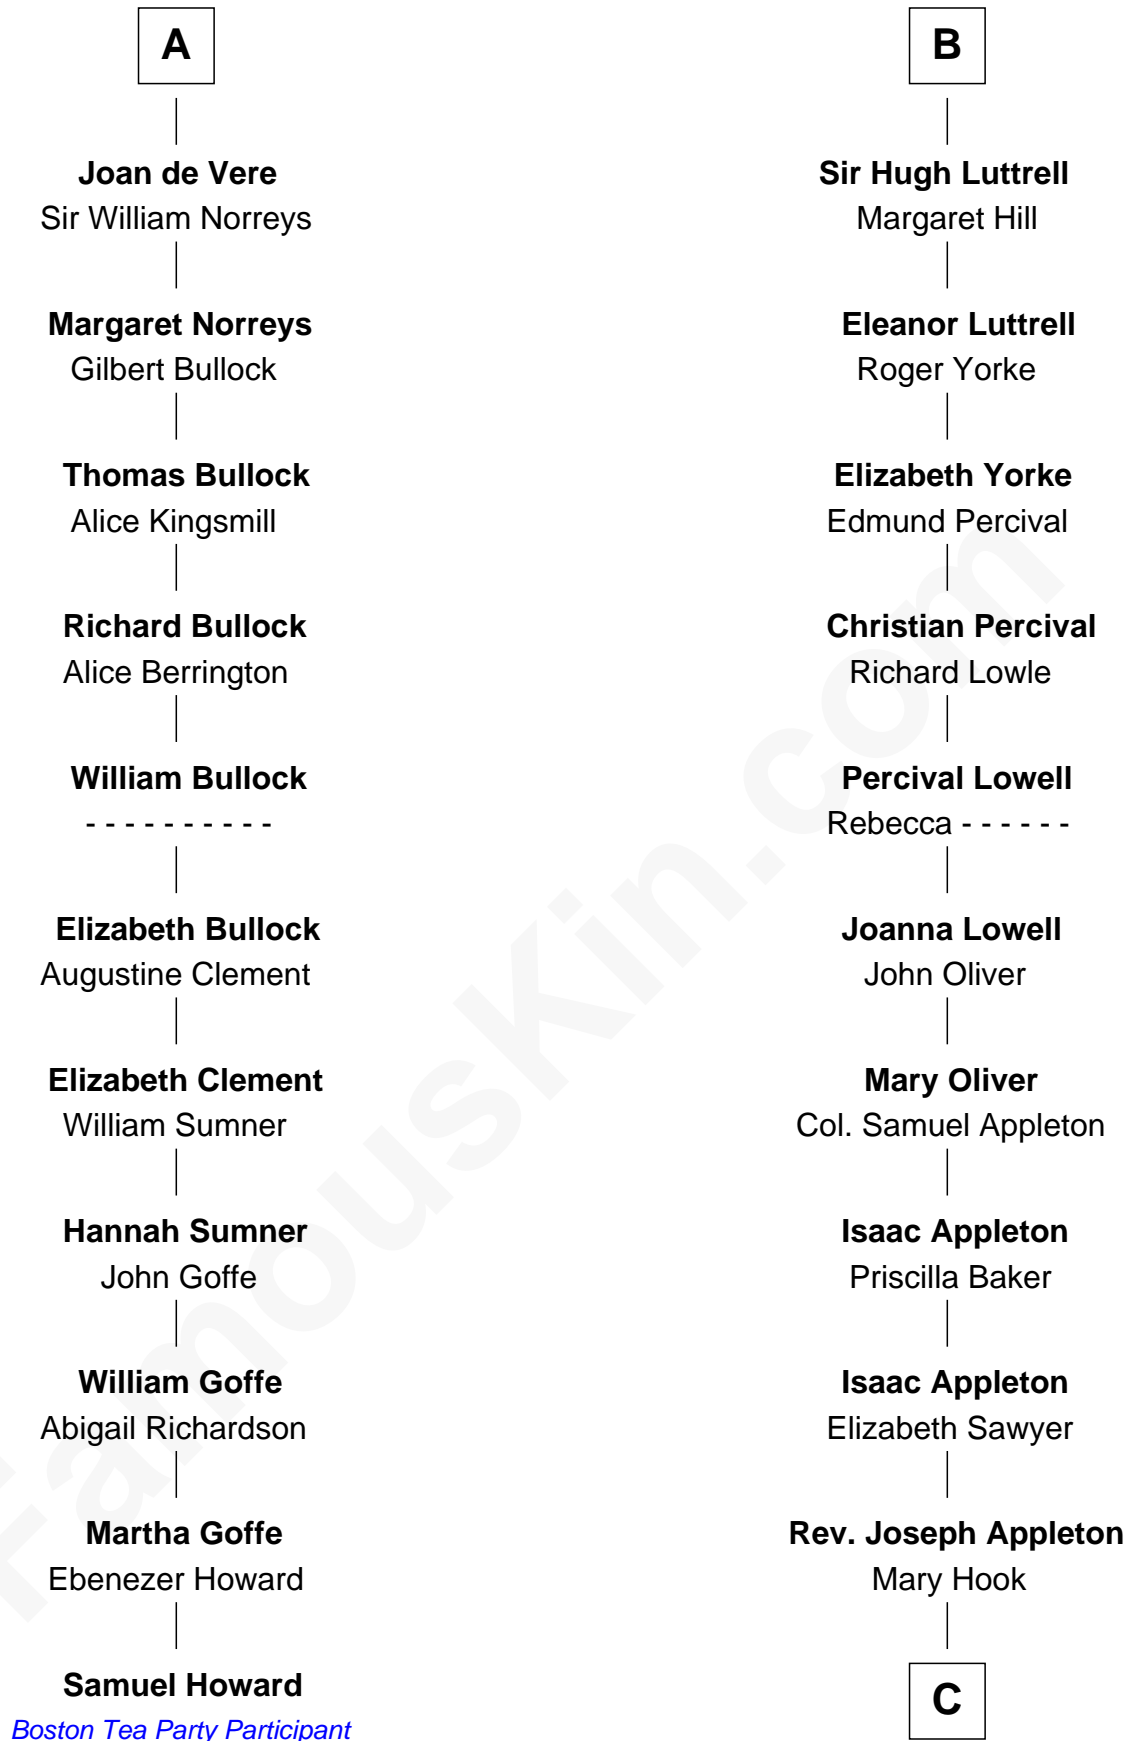 A
Joan de Vere
Sir William Norreys
Margaret Norreys
Gilbert Bullock
Thomas Bullock
Alice Kingsmill
Richard Bullock
Alice Berrington
William Bullock
- - - - - - - - - -
Elizabeth Bullock
Augustine Clement
Elizabeth Clement
William Sumner
Hannah Sumner
John Goffe
William Goffe
Abigail Richardson
Martha Goffe
Ebenezer Howard
Samuel Howard
Boston Tea Party Participant
B
Sir Hugh Luttrell
Margaret Hill
Eleanor Luttrell
Roger Yorke
Elizabeth Yorke
Edmund Percival
Christian Percival
Richard Lowle
Percival Lowell
Rebecca - - - - - -
Joanna Lowell
John Oliver
Mary Oliver
Col. Samuel Appleton
Isaac Appleton
Priscilla Baker
Isaac Appleton
Elizabeth Sawyer
Rev. Joseph Appleton
Mary Hook
C
FamousKin.com